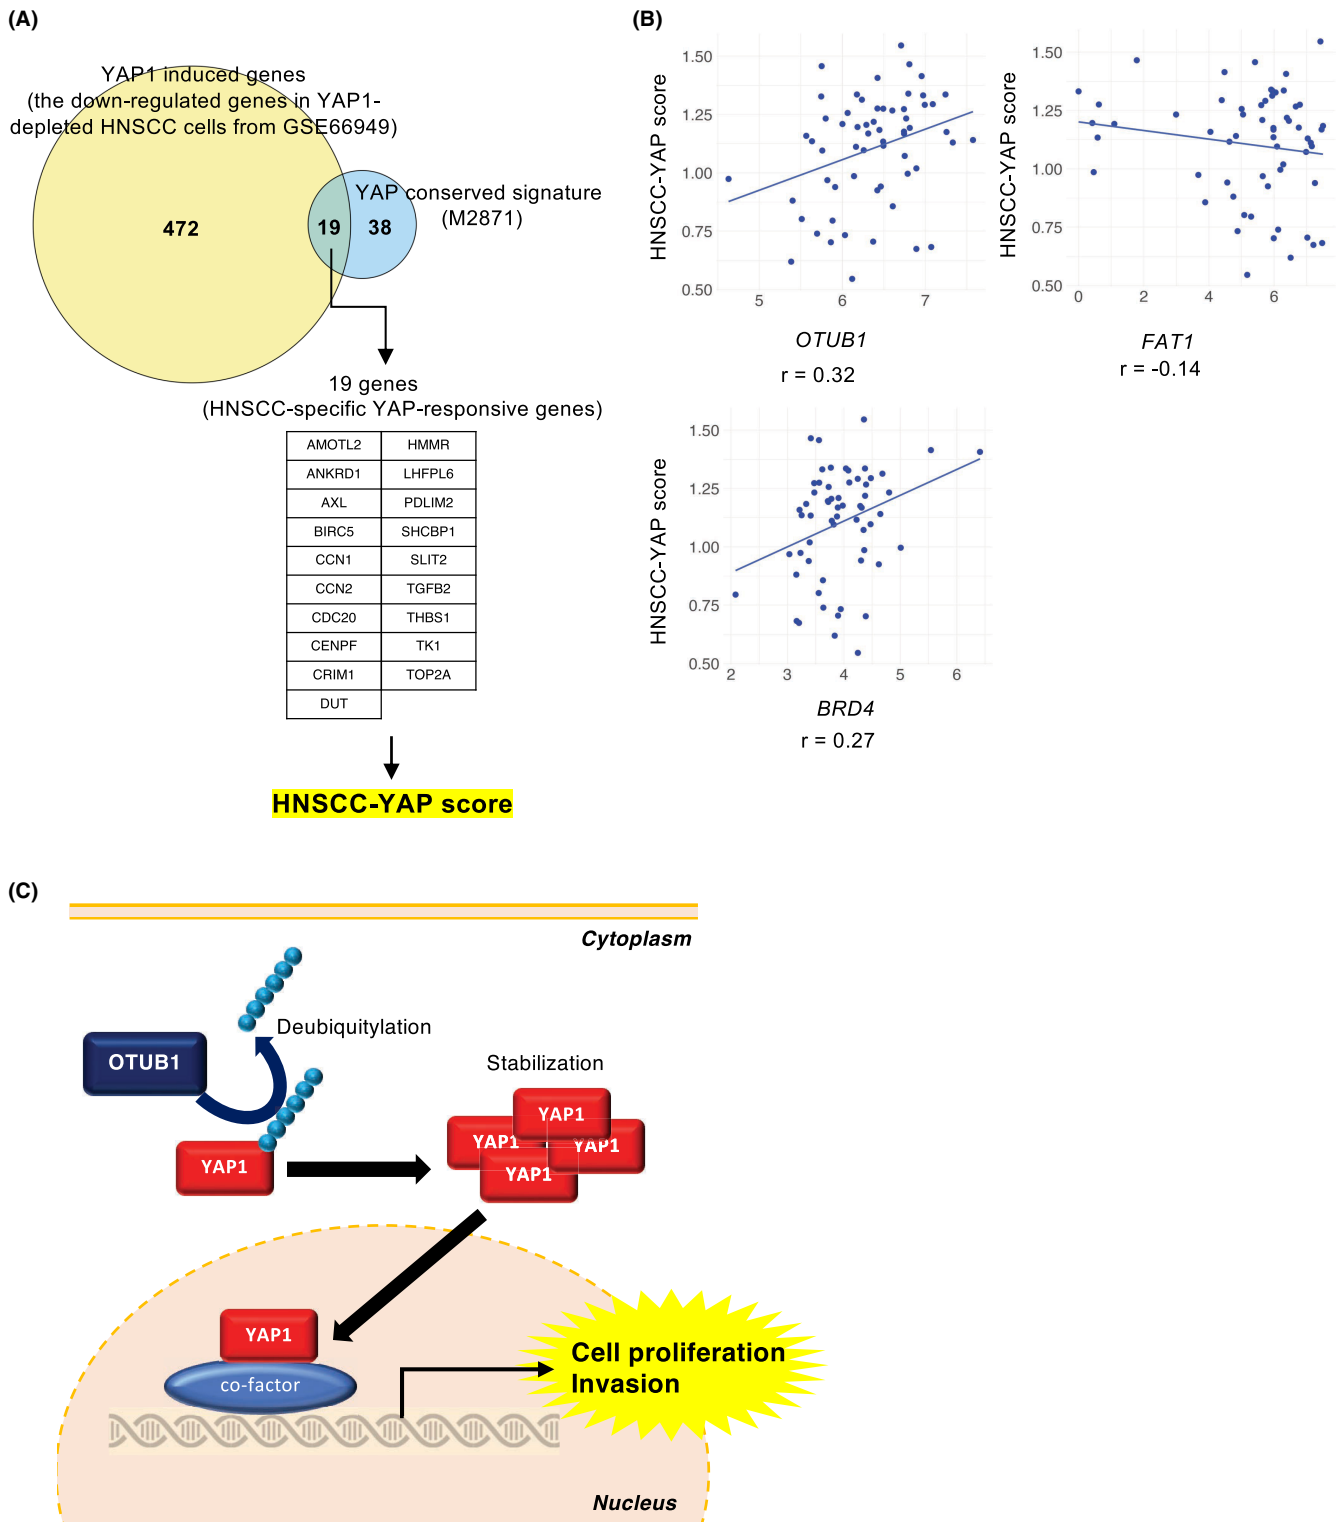 (A)
YAP1 induced genes
(the down-regulated genes in YAP1-
depleted HNSCC cells from GSE66949)
YAP conserved signature
(M2871)
472
19
38
19 genes
(HNSCC-specific YAP-responsive genes)
AMOTL2 HMMR
ANKRD1 LHFPL6
AXL PDLIM2
BIRC5 SHCBP1
CCN1 SLIT2
CCN2 TGFB2
CDC20 THBS1
CENPF TK1
CRIM1 TOP2A
DUT
HNSCC-YAP score
(B)
HNSCC-YAP score
1.50
1.25
1.00
0.75
0.50
5 6 7
OTUB1
r = 0.32
HNSCC-YAP score
1.50
1.25
1.00
0.75
0.50
0 2 4 6
FAT1
r = -0.14
HNSCC-YAP score
1.50
1.25
1.00
0.75
0.50
2 3 4 5 6
BRD4
r = 0.27
(C)
Cytoplasm
Deubiquitylation
OTUB1
Stabilization
YAP1
YAP1
YAP1
YAP1
YAP1
YAP1
co-factor
Cell proliferation
Invasion
Nucleus